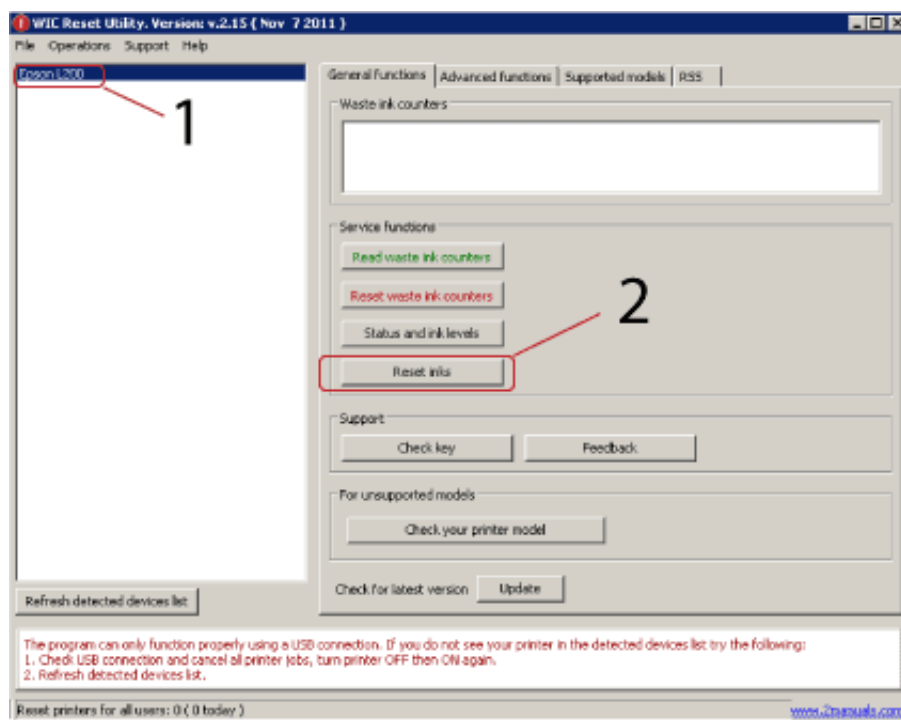 WIC Reset Utility. Version: v.2.15 ( Nov 7 2011 )
File Operations Support Help
Epson L200
1
General functions Advanced functions Supported models RSS
Waste ink counters
Service functions
Read waste ink counters
Reset waste ink counters
2
Status and ink levels
Reset inks
Support
Check key Feedback
For unsupported models
Check your printer model
Check for latest version Update
Refresh detected devices list
The program can only function properly using a USB connection. If you do not see your printer in the detected devices list try the following:
1. Check USB connection and cancel all printer jobs, turn printer OFF then ON again.
2. Refresh detected devices list.
Reset printers for all users: 0 ( 0 today ) www.2manuals.com